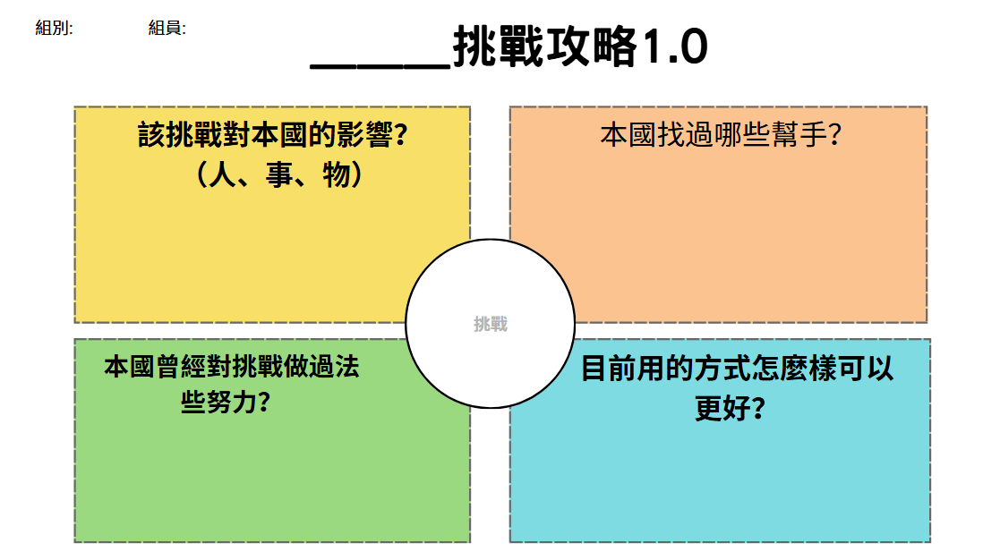 組別:
組員:
_____挑戰攻略1.0
該挑戰對本國的影響?
（人、事、物）
本國找過哪些幫手?
挑戰
本國曾經對挑戰做過法
些努力?
目前用的方式怎麼樣可以
更好?